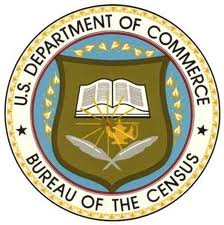 U.S. DEPARTMENT OF COMMERCE
BUREAU OF THE CENSUS